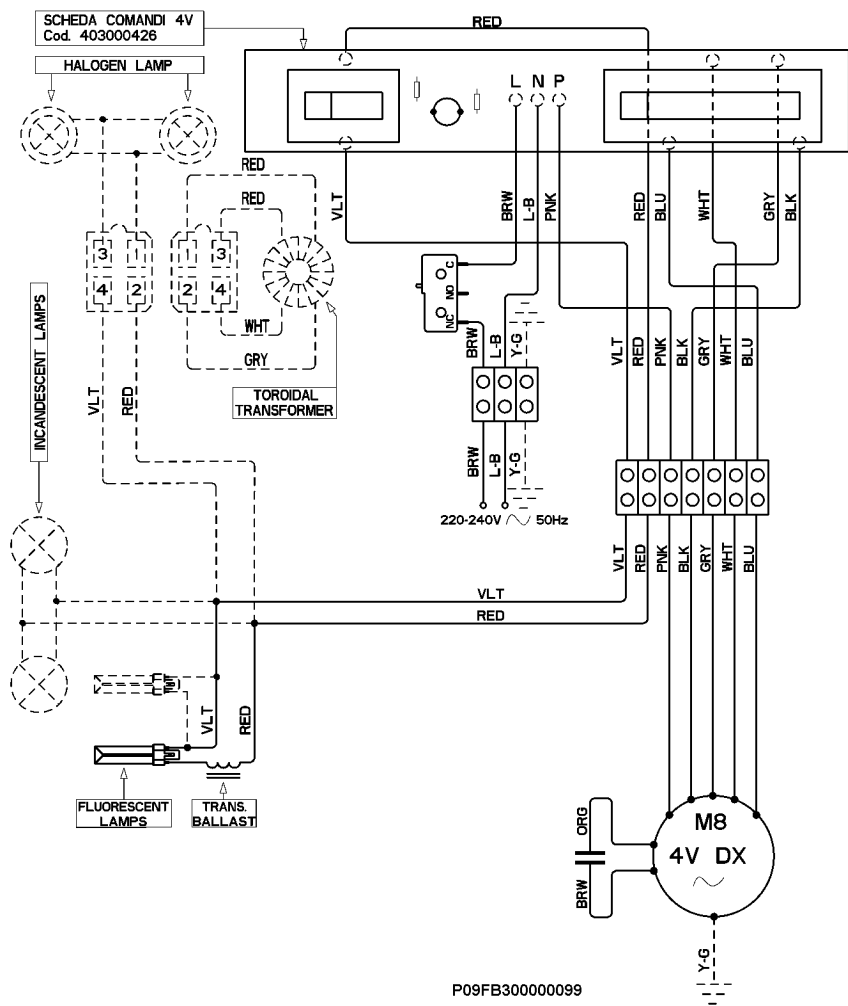 SCHEDA COMANDI 4V
Cod. 403000426
HALOGEN LAMP
RED
L N P
RED
RED
WHT
GRY
3 1
4 2
1 3
2 4
TOROIDAL
TRANSFORMER
INCANDESCENT LAMPS
VLT
RED
VLT
BRW
L-B
PNK
RED
BLU
WHT
GRY
BLK
C
NO
NC
BRW
L-B
Y-G
BRW
L-B
Y-G
220-240V 50Hz
VLT
RED
PNK
BLK
GRY
WHT
BLU
VLT
RED
PNK
BLK
GRY
WHT
BLU
VLT
RED
VLT
RED
FLUORESCENT
LAMPS
TRANS.
BALLAST
ORG
BRW
M8
4V DX
Y-G
P09FB300000099